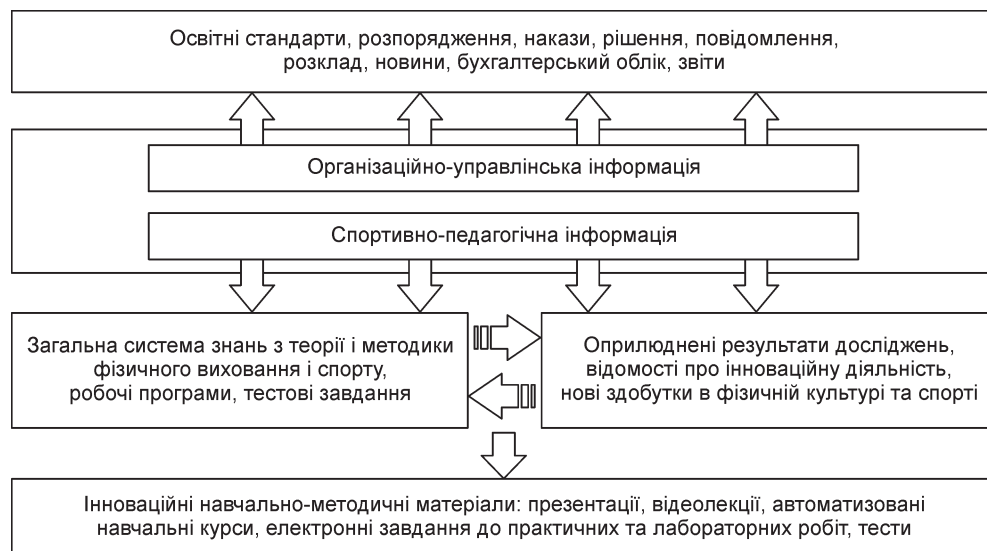 Освітні стандарти, розпорядження, накази, рішення, повідомлення,
розклад, новини, бухгалтерський облік, звіти
Організаційно-управлінська інформація
Спортивно-педагогічна інформація
Загальна система знань з теорії і методики
фізичного виховання і спорту,
робочі програми, тестові завдання
Оприлюднені результати досліджень,
відомості про інноваційну діяльність,
нові здобутки в фізичній культурі та спорті
Інноваційні навчально-методичні матеріали: презентації, відеолекції, автоматизовані
навчальні курси, електронні завдання до практичних та лабораторних робіт, тести